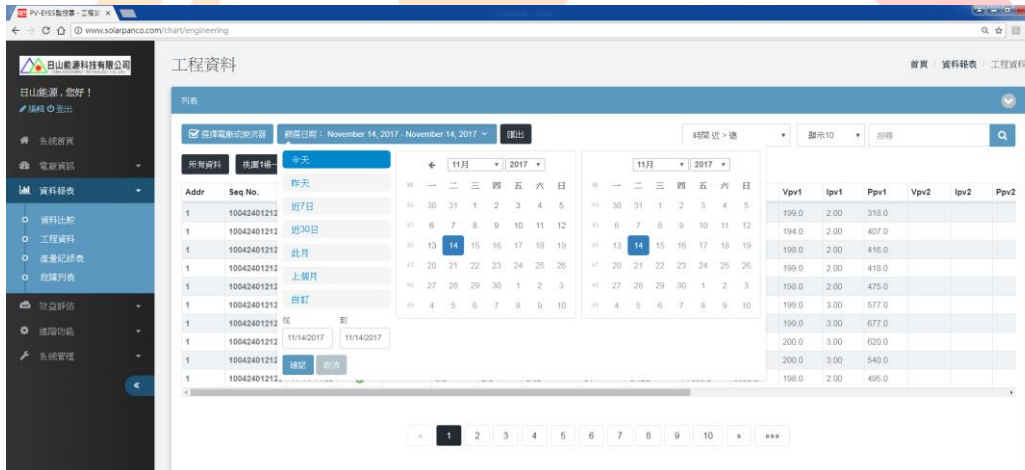 PV-EYES監控雲 - 工程資
www.solarpanco.com/chart/engineering
日山能源科技有限公司
工程資料
首頁 / 資料報表 / 工程資料
日山能源 , 您好！
編輯 登出
列表
選擇電廠或變流器 篩選日期： November 14, 2017 - November 14, 2017 匯出 時間 近 > 遠 顯示10 搜尋
系統首頁
電廠資訊
資料報表
資料比較
工程資料
產量紀錄表
故障列表
效益評估
進階功能
系統管理
所有資料 桃園1場
今天
昨天
近7日
近30日
此月
上個月
自訂
從 到
11/14/2017 11/14/2017
確認 取消
11月 2017
W 一 二 三 四 五 六 日
44 30 31 1 2 3 4 5
45 6 7 8 9 10 11 12
46 13 14 15 16 17 18 19
47 20 21 22 23 24 25 26
48 27 28 29 30 1 2 3
49 4 5 6 7 8 9 10
11月 2017
W 一 二 三 四 五 六 日
44 30 31 1 2 3 4 5
45 6 7 8 9 10 11 12
46 13 14 15 16 17 18 19
47 20 21 22 23 24 25 26
48 27 28 29 30 1 2 3
49 4 5 6 7 8 9 10
Addr Seq No. Vpv1 Ipv1 Ppv1 Vpv2 Ipv2 Ppv2
1 10042401212 199.0 2.00 318.0
1 10042401212 194.0 2.00 407.0
1 10042401212 198.0 2.00 416.0
1 10042401212 199.0 2.00 418.0
1 10042401212 198.0 2.00 475.0
1 10042401212 199.0 3.00 577.0
1 10042401212 199.0 3.00 677.0
1 10042401212 200.0 3.00 620.0
1 10042401212 200.0 3.00 540.0
1 10042401212 198.0 2.00 495.0
« 1 2 3 4 5 6 7 8 9 10 » »»»